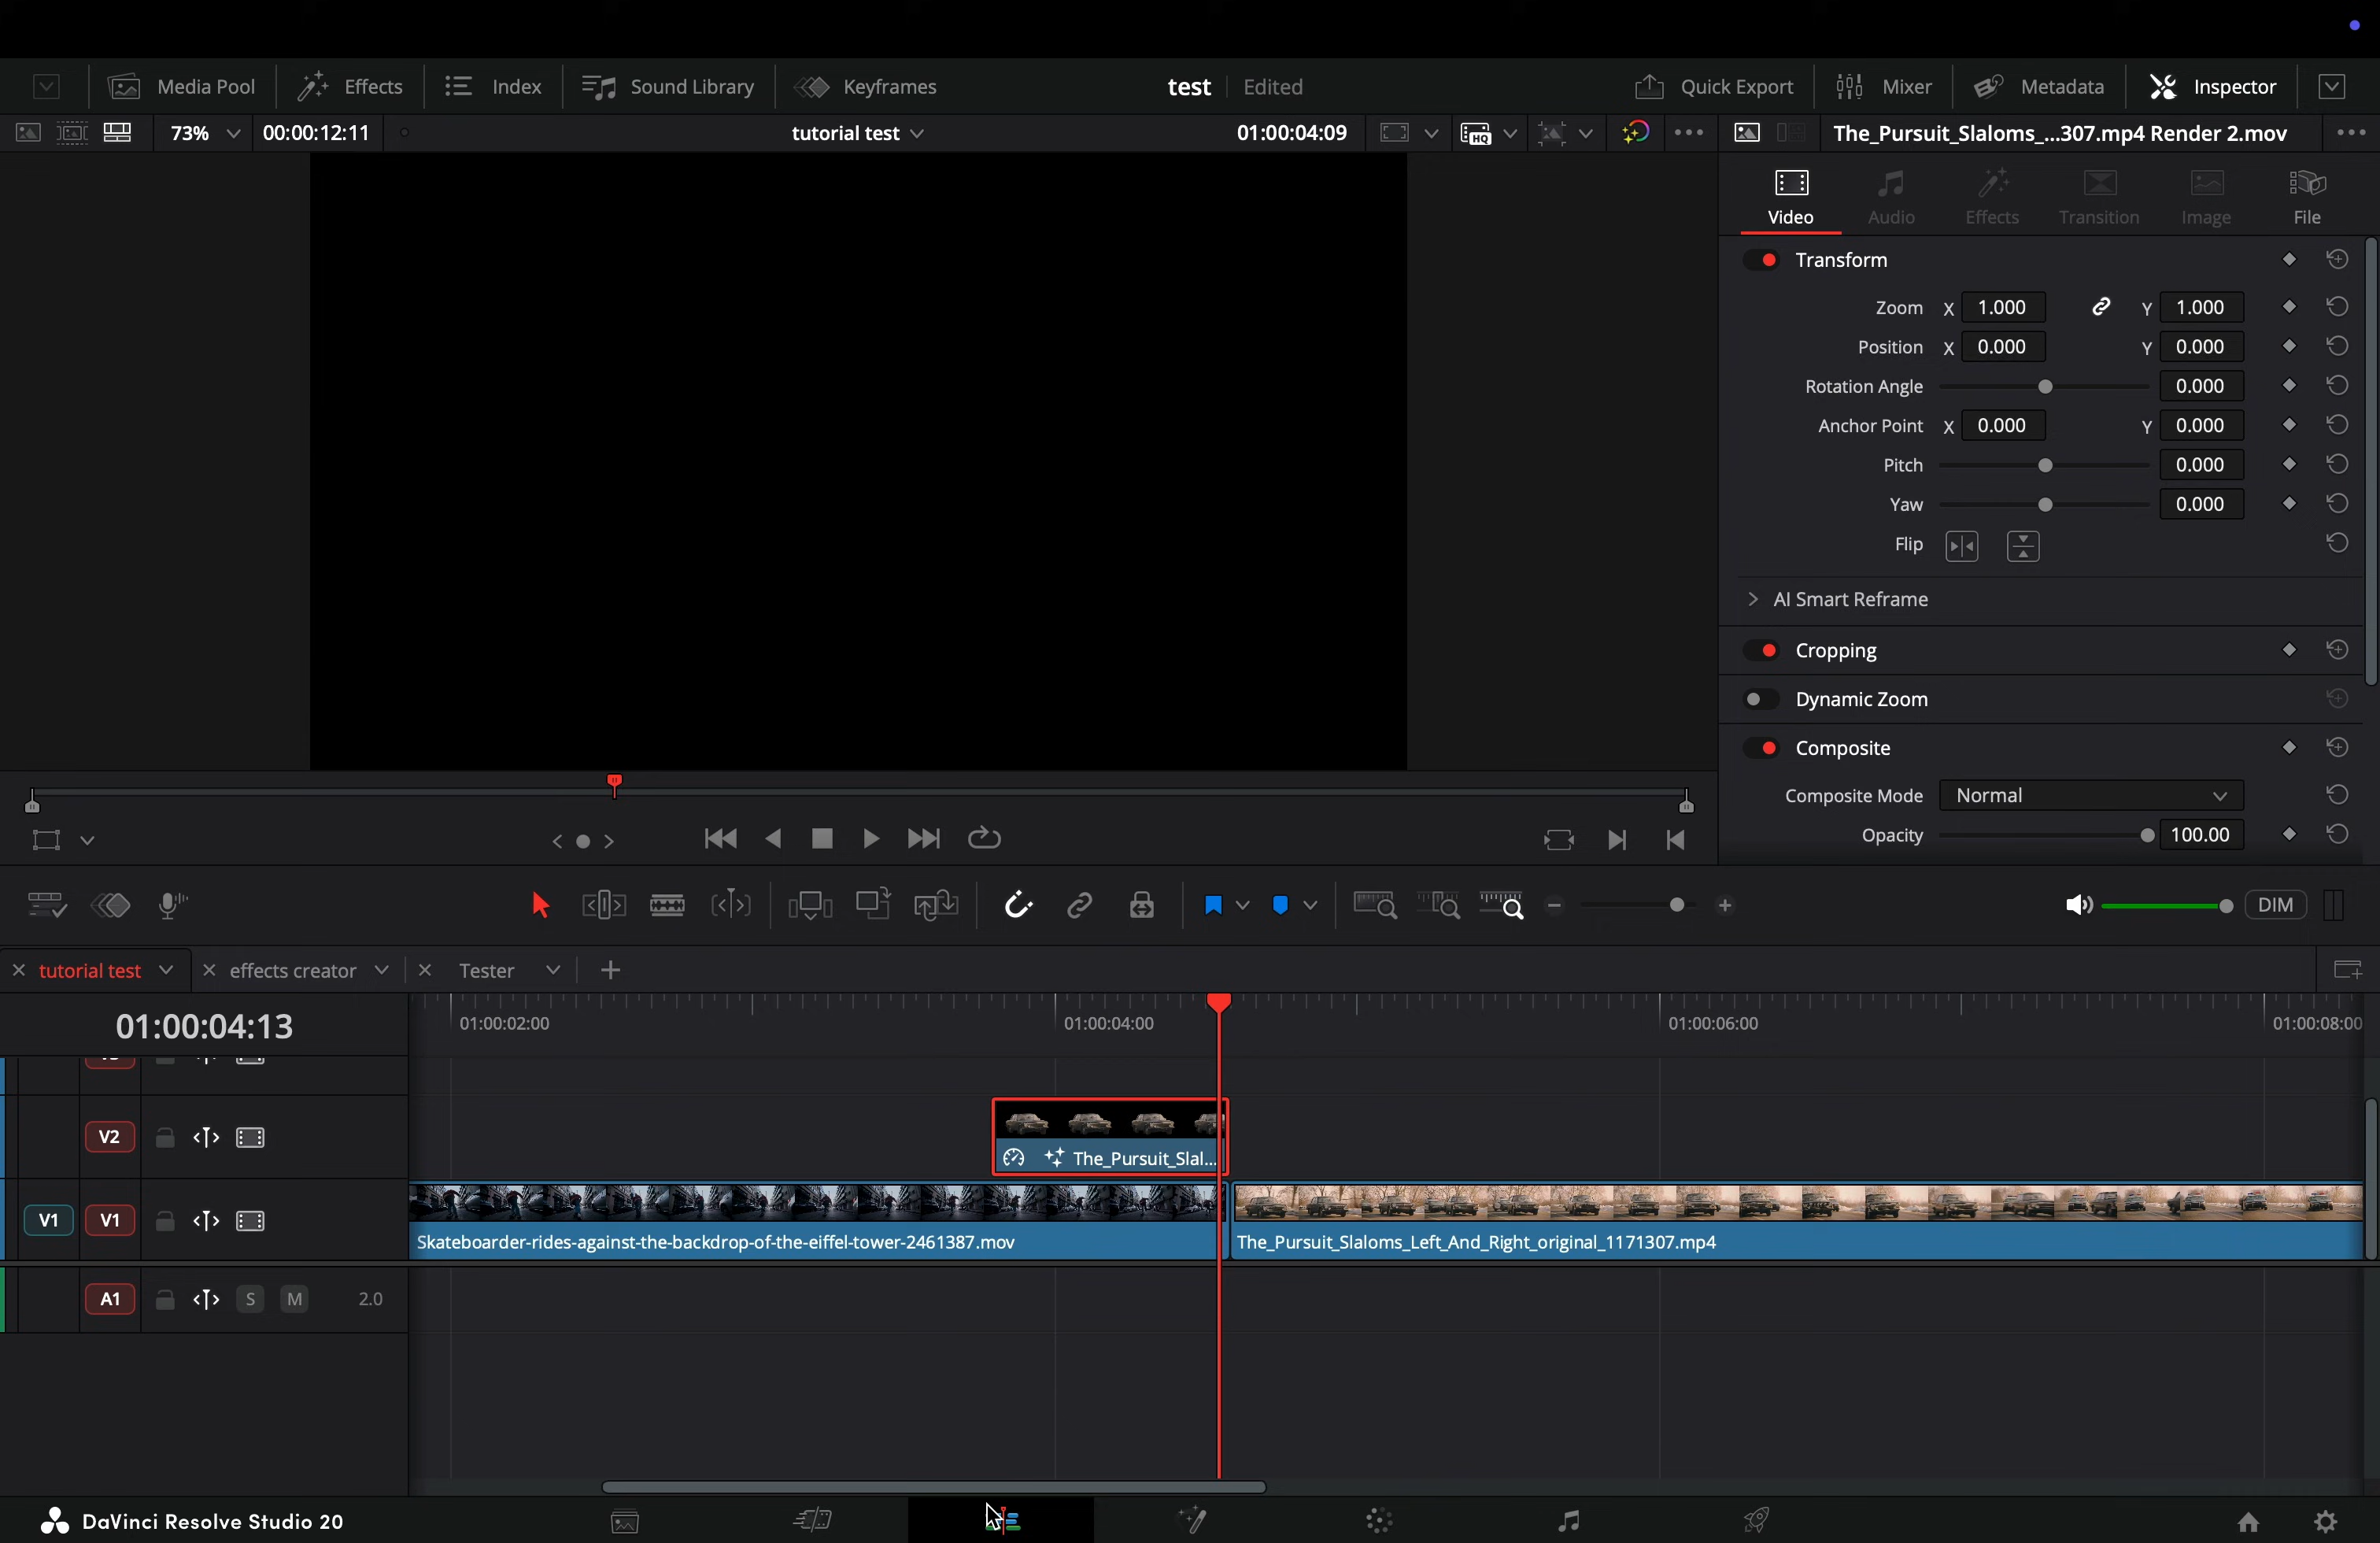 Media Pool Effects Index Sound Library Keyframes test Edited Quick Export Mixer Metadata Inspector
73% 00:00:12:11 tutorial test 01:00:04:09 HQ The_Pursuit_Slaloms_...307.mp4 Render 2.mov
Video Audio Effects Transition Image File
Transform
Zoom X 1.000 Y 1.000
Position X 0.000 Y 0.000
Rotation Angle 0.000
Anchor Point X 0.000 Y 0.000
Pitch 0.000
Yaw 0.000
Flip
AI Smart Reframe
Cropping
Dynamic Zoom
Composite
Composite Mode Normal
Opacity 100.00
DIM
tutorial test effects creator Tester
01:00:04:13 01:00:02:00 01:00:04:00 01:00:06:00 01:00:08:00
V2 The_Pursuit_Slal...
V1 V1 Skateboarder-rides-against-the-backdrop-of-the-eiffel-tower-2461387.mov The_Pursuit_Slaloms_Left_And_Right_original_1171307.mp4
A1 S M 2.0
DaVinci Resolve Studio 20